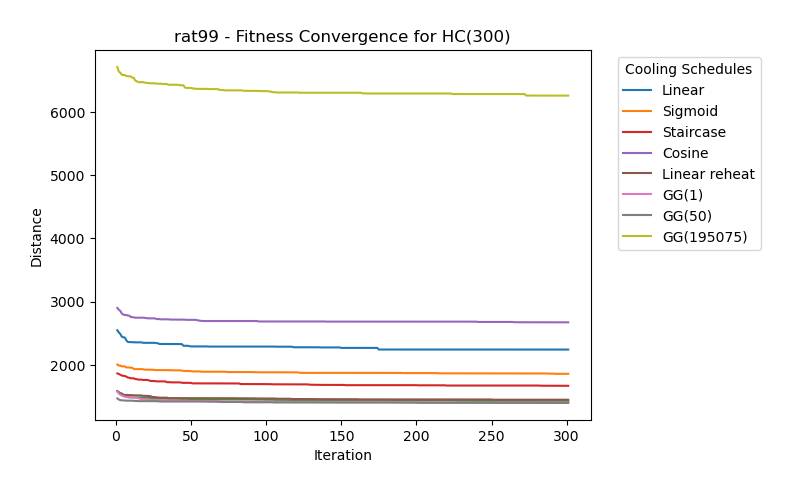 rat99 - Fitness Convergence for HC(300)
Distance
6000
5000
4000
3000
2000
0
50
100
150
200
250
300
Iteration
Cooling Schedules
Linear
Sigmoid
Staircase
Cosine
Linear reheat
GG(1)
GG(50)
GG(195075)